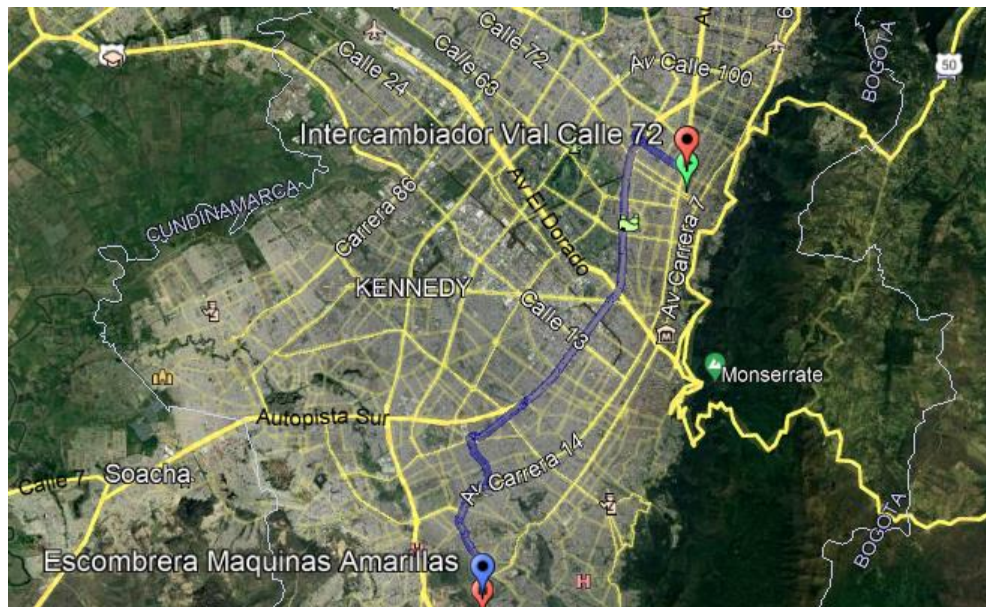 Calle 72
Calle 63
Calle 24
Av Calle 100
BOGOTA
50
6
Av
Intercambiador Vial Calle 72
Av El Dorado
Carrera 86
CUNDINAMARCA
Av Carrera 7
KENNEDY
Calle 13
M
Monserrate
Autopista Sur
Av Carrera 14
Soacha
Calle 7
BOGOTA
Escombrera Maquinas Amarillas
H